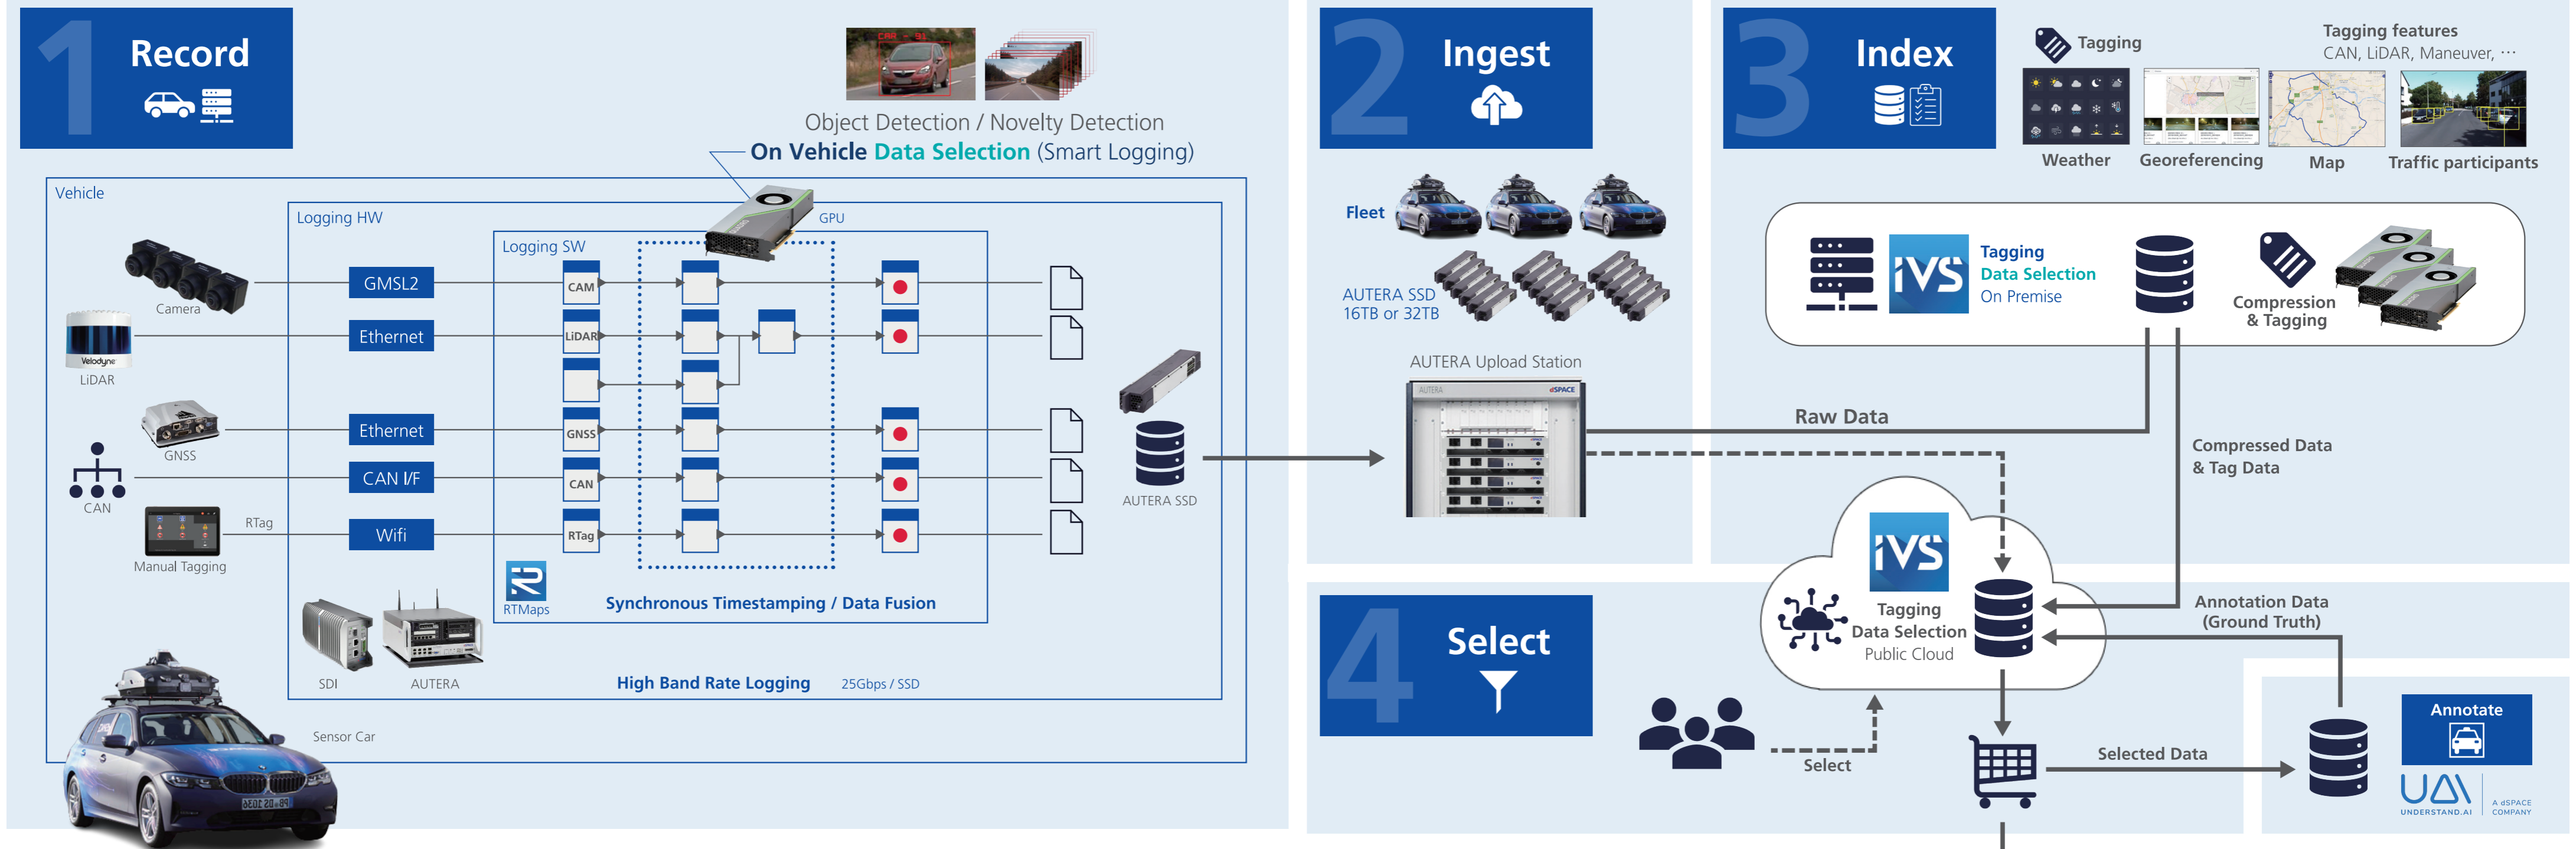 1
Record
CAR - 91
Object Detection / Novelty Detection
On Vehicle Data Selection (Smart Logging)
Vehicle
Logging HW
GPU
Logging SW
Camera
GMSL2
CAM
Velodyne
LiDAR
Ethernet
LiDAR
GNSS
Ethernet
GNSS
CAN
CAN I/F
CAN
Manual Tagging
RTag
Wifi
RTag
RTMaps
Synchronous Timestamping / Data Fusion
SDI
AUTERA
High Band Rate Logging
25Gbps / SSD
Sensor Car
AUTERA SSD
2
Ingest
Fleet
AUTERA SSD
16TB or 32TB
AUTERA Upload Station
AUTERA
dSPACE
3
Index
Tagging
Tagging features
CAN, LiDAR, Maneuver, ···
Weather
Georeferencing
Map
Traffic participants
IVS
Tagging
Data Selection
On Premise
Compression
& Tagging
Raw Data
Compressed Data
& Tag Data
IVS
Tagging
Data Selection
Public Cloud
Annotation Data
(Ground Truth)
4
Select
Select
Selected Data
Annotate
UAI
UNDERSTAND.AI
A dSPACE
COMPANY